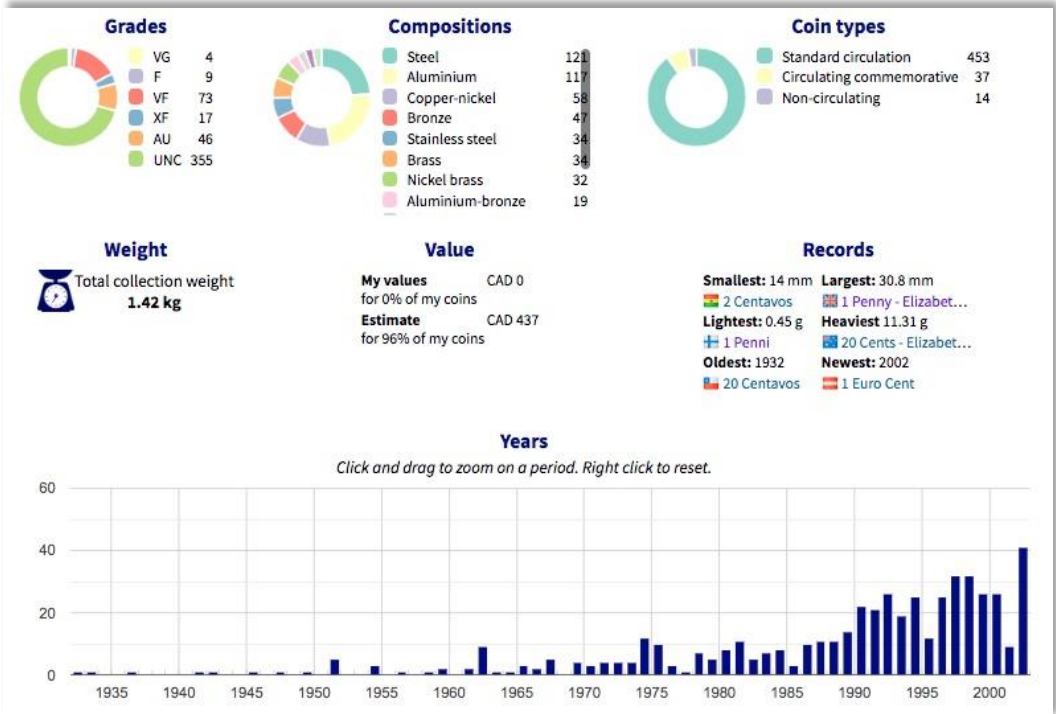 Grades
VG 4
F 9
VF 73
XF 17
AU 46
UNC 355
Compositions
Steel 121
Aluminium 117
Copper-nickel 58
Bronze 47
Stainless steel 34
Brass 34
Nickel brass 32
Aluminium-bronze 19
Coin types
Standard circulation 453
Circulating commemorative 37
Non-circulating 14
Weight
Total collection weight
1.42 kg
Value
My values CAD 0
for 0% of my coins
Estimate CAD 437
for 96% of my coins
Records
Smallest: 14 mm Largest: 30.8 mm
2 Centavos 1 Penny - Elizabet...
Lightest: 0.45 g Heaviest 11.31 g
1 Penni 20 Cents - Elizabet...
Oldest: 1932 Newest: 2002
20 Centavos 1 Euro Cent
Years
Click and drag to zoom on a period. Right click to reset.
60
40
20
0
1935 1940 1945 1950 1955 1960 1965 1970 1975 1980 1985 1990 1995 2000